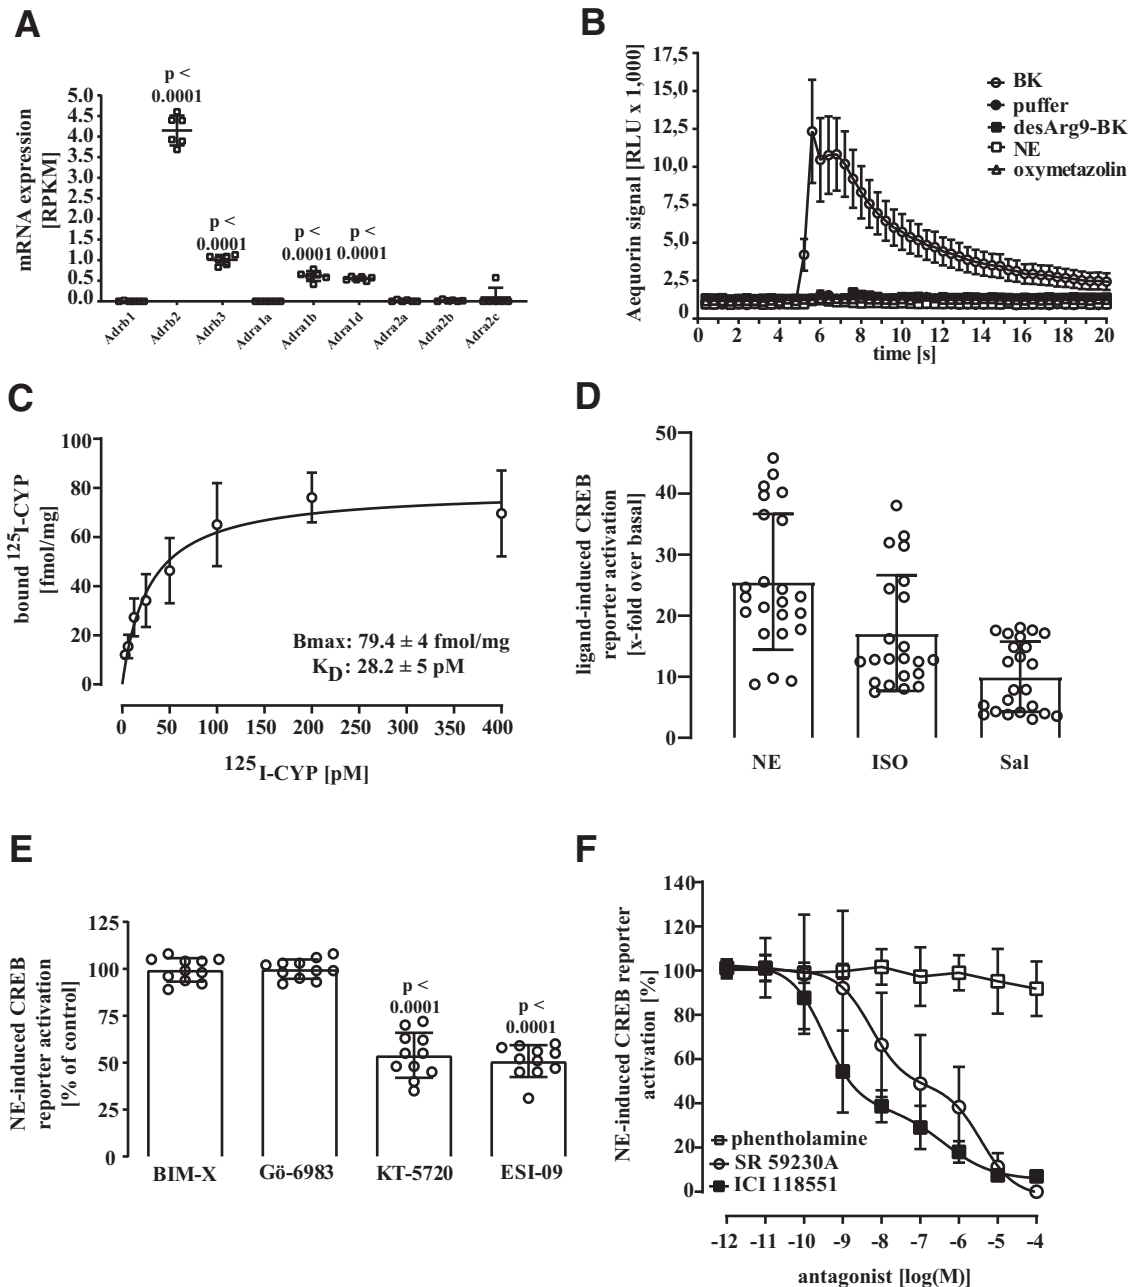 A
mRNA expression
[RPKM]
5.0
4.5
4.0
3.5
3.0
2.5
2.0
1.5
1.0
0.5
0.0
p <
0.0001
p <
0.0001
p <
0.0001
p <
0.0001
Adrb1
Adrb2
Adrb3
Adra1a
Adra1b
Adra1d
Adra2a
Adra2b
Adra2c
B
Aequorin signal [RLU x 1,000]
17,5
15,0
12,5
10,0
7,5
5,0
2,5
0
BK
puffer
desArg9-BK
NE
oxymetazolin
0 2 4 6 8 10 12 14 16 18 20
time [s]
C
bound 125I-CYP
[fmol/mg]
100
80
60
40
20
0
Bmax: 79.4 ± 4 fmol/mg
KD: 28.2 ± 5 pM
0 50 100 150 200 250 300 350 400
125I-CYP [pM]
D
ligand-induced CREB
reporter activation
[x-fold over basal]
50
40
30
20
10
0
NE ISO Sal
E
NE-induced CREB
reporter activation
[% of control]
125
100
75
50
25
0
p <
0.0001
p <
0.0001
BIM-X Gö-6983 KT-5720 ESI-09
F
NE-induced CREB reporter
activation [%]
140
120
100
80
60
40
20
0
phentholamine
SR 59230A
ICI 118551
-12 -11 -10 -9 -8 -7 -6 -5 -4
antagonist [log(M)]